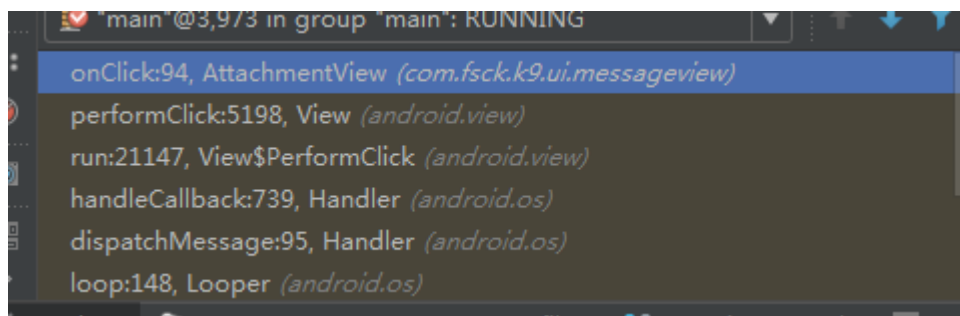 "main"@3,973 in group "main": RUNNING
onClick:94, AttachmentView (com.fsck.k9.ui.messageview)
performClick:5198, View (android.view)
run:21147, View$PerformClick (android.view)
handleCallback:739, Handler (android.os)
dispatchMessage:95, Handler (android.os)
loop:148, Looper (android.os)